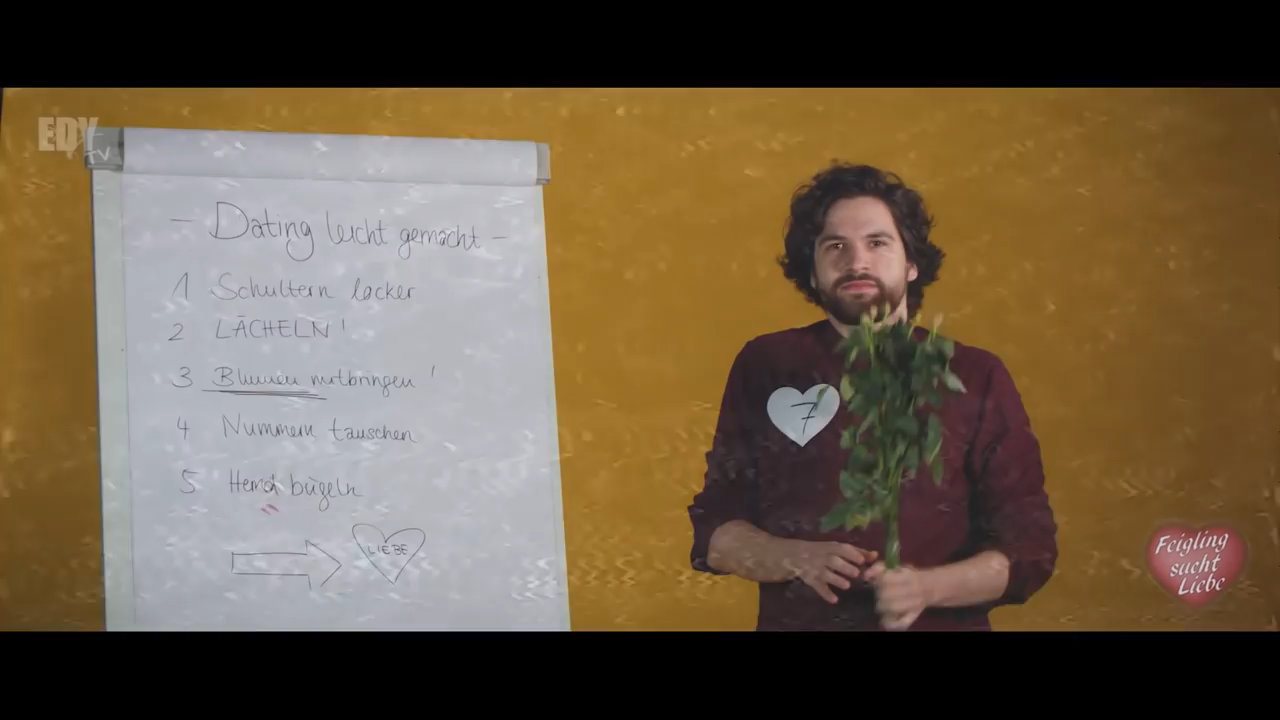 EDY
TV
- Dating leicht gemacht -
1 Schultern locker
2 LÄCHELN!
3 Blumen mitbringen!
4 Nummern tauschen
5 Hemd bügeln
LIEBE
7
Feigling
sucht
Liebe